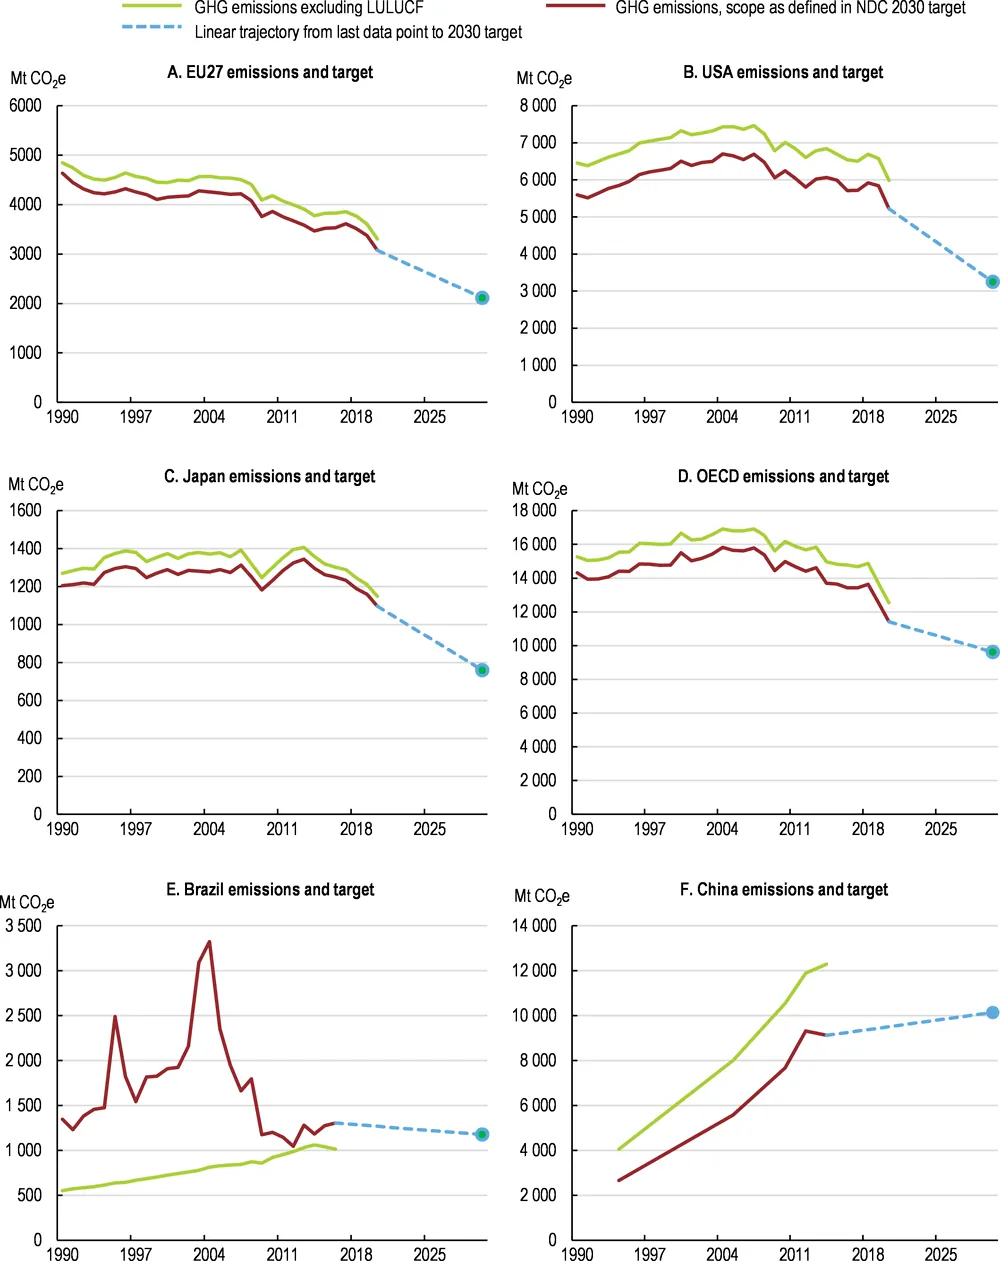 GHG emissions excluding LULUCF
GHG emissions, scope as defined in NDC 2030 target
Linear trajectory from last data point to 2030 target
A. EU27 emissions and target
Mt CO₂e
6000
5000
4000
3000
2000
1000
0
1990 1997 2004 2011 2018 2025
B. USA emissions and target
Mt CO₂e
8 000
7 000
6 000
5 000
4 000
3 000
2 000
1 000
0
1990 1997 2004 2011 2018 2025
C. Japan emissions and target
Mt CO₂e
1600
1400
1200
1000
800
600
400
200
0
1990 1997 2004 2011 2018 2025
D. OECD emissions and target
Mt CO₂e
18 000
16 000
14 000
12 000
10 000
8 000
6 000
4 000
2 000
0
1990 1997 2004 2011 2018 2025
E. Brazil emissions and target
Mt CO₂e
3 500
3 000
2 500
2 000
1 500
1 000
500
0
1990 1997 2004 2011 2018 2025
F. China emissions and target
Mt CO₂e
14 000
12 000
10 000
8 000
6 000
4 000
2 000
0
1990 1997 2004 2011 2018 2025